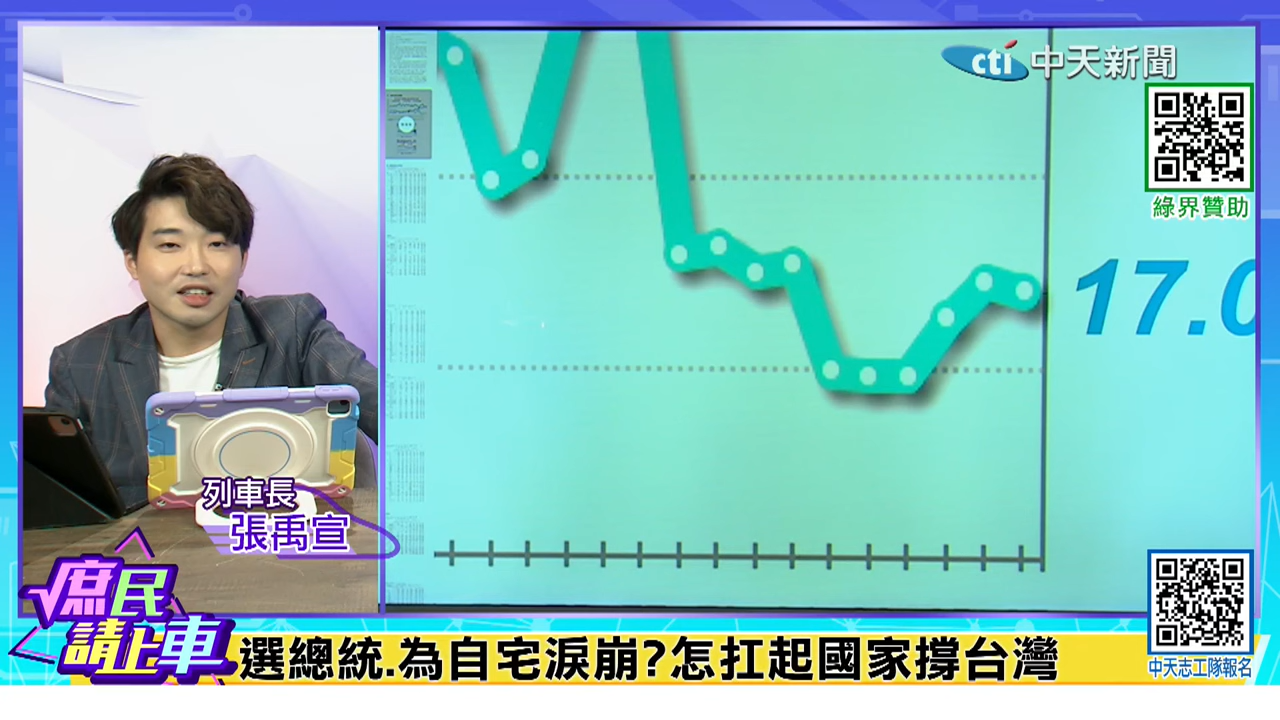 cti 中天新聞
綠界贊助
17.0
列車長
張禹宣
庶民
請上車
選總統.為自宅淚崩?怎扛起國家撐台灣
中天志工隊報名